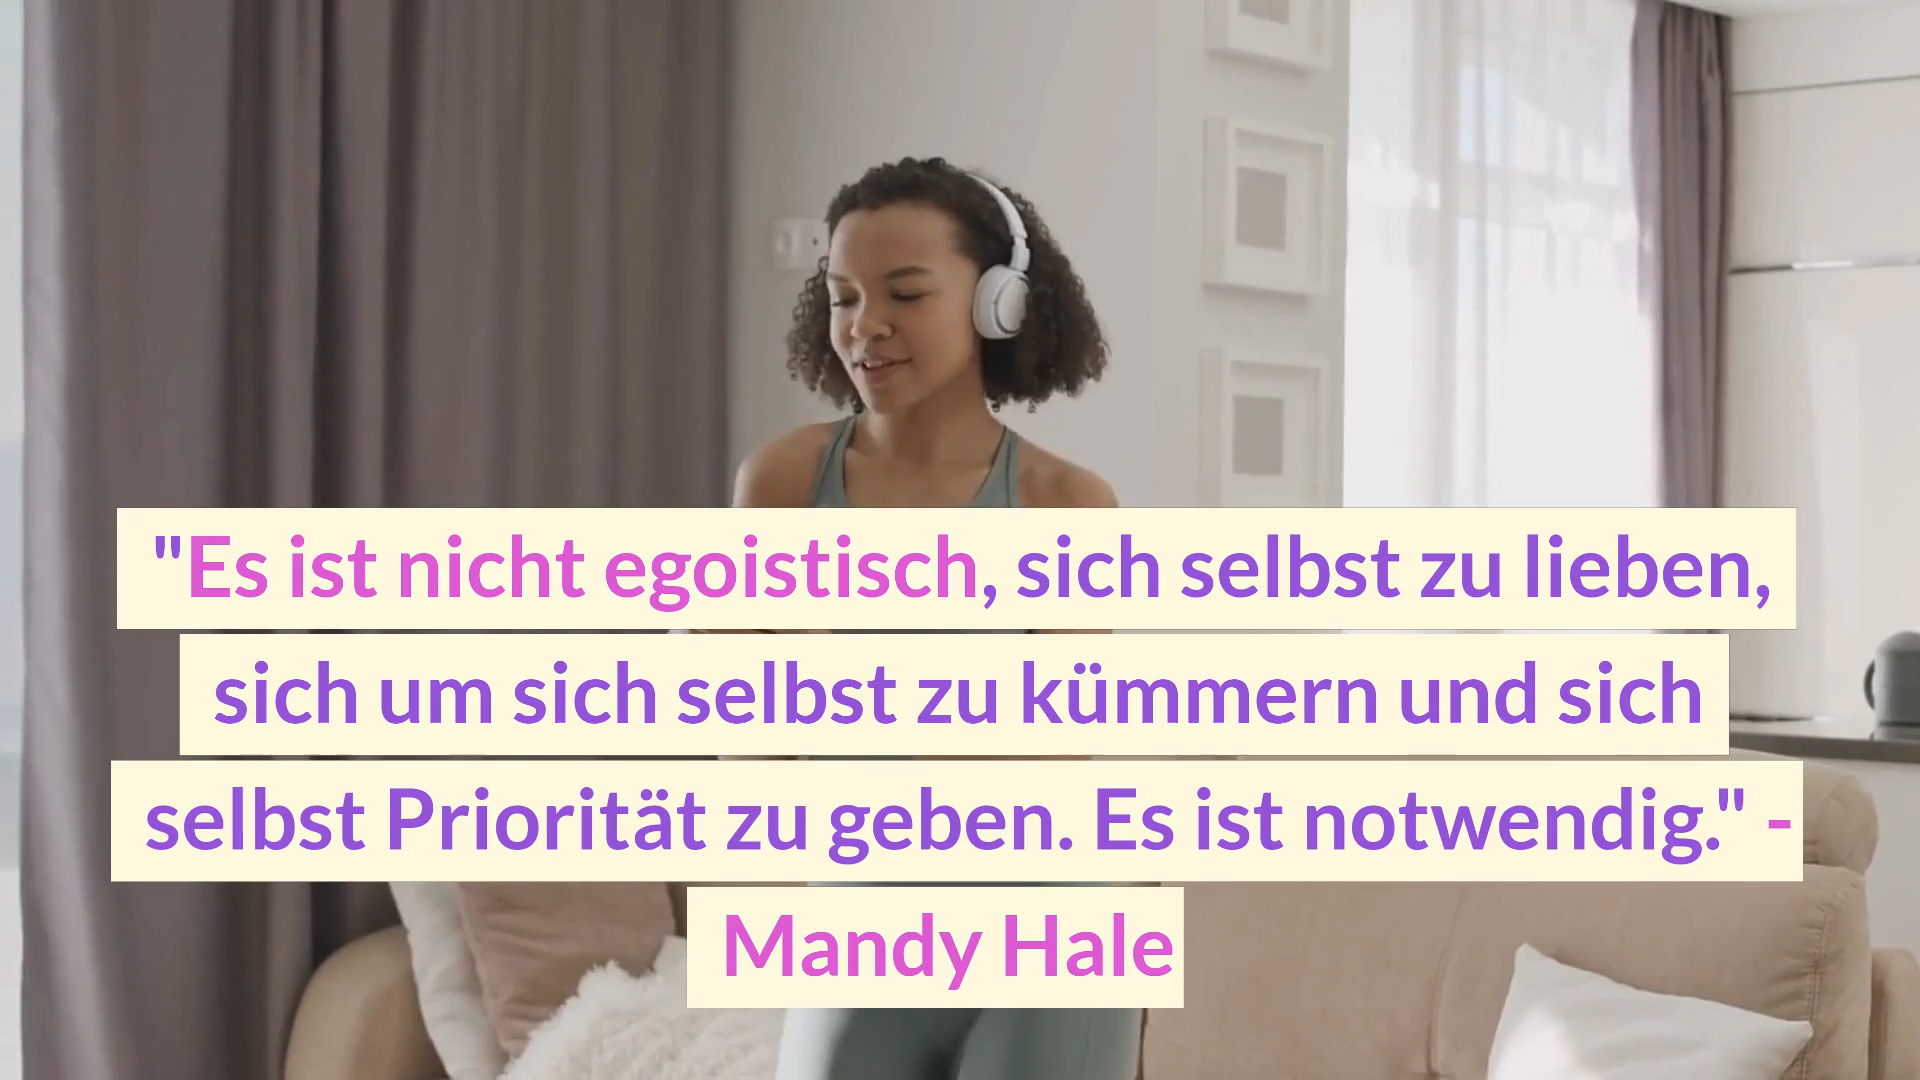 "Es ist nicht egoistisch, sich selbst zu lieben,
sich um sich selbst zu kümmern und sich
selbst Priorität zu geben. Es ist notwendig." -
Mandy Hale